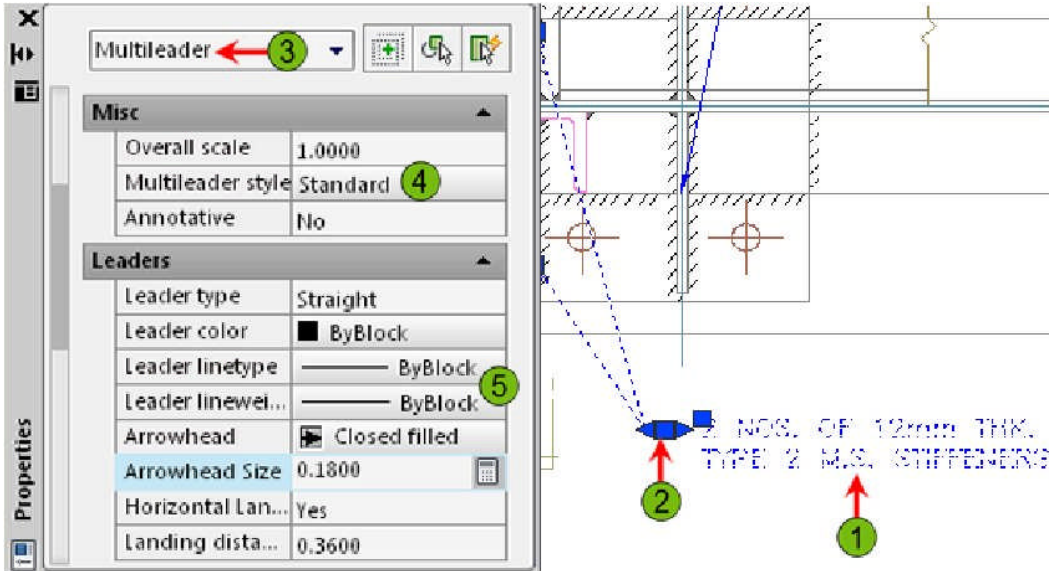 Multileader
3
Misc
Overall scale 1.0000
Multileader style Standard
4
Annotative No
Leaders
Leader type Straight
Leader color ByBlock
Leader linetype ByBlock
5
Leader linewei... ByBlock
Arrowhead Closed filled
Arrowhead Size 0.1800
Horizontal Lan... Yes
Landing dista... 0.3600
Properties
2 NOS. OF 12mm THK.
TYPE 2 M.S. STIFFENERS
2
1